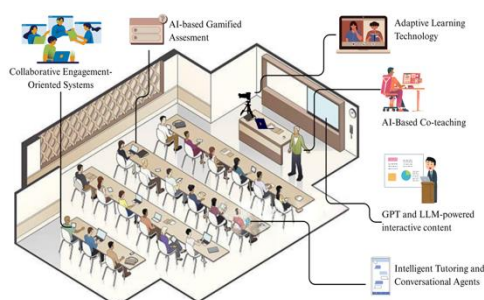 AI-based Gamified
Assesment
Adaptive Learning
Technology
Collaborative Engagement-
Oriented Systems
AI-Based Co-teaching
GPT and LLM-powered
interactive content
Intelligent Tutoring and
Conversational Agents